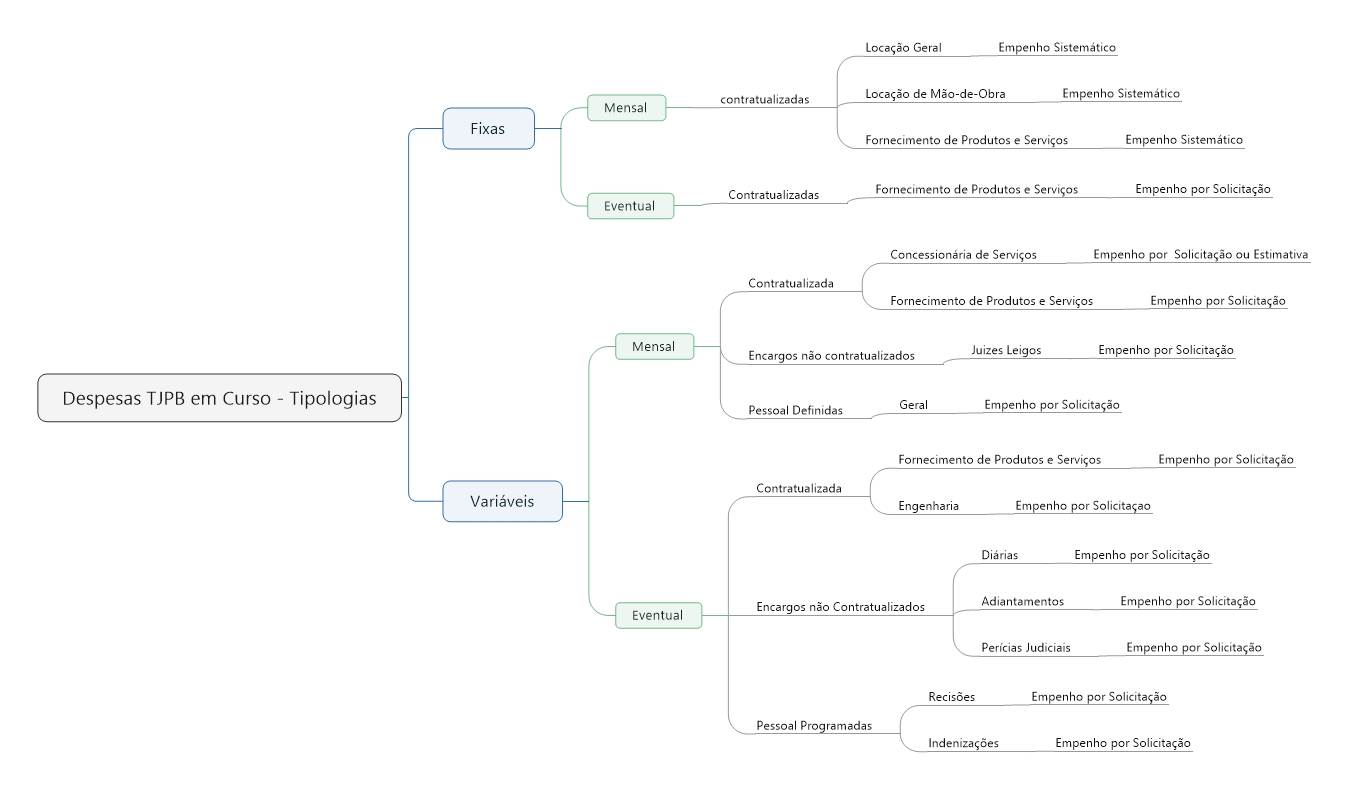 Locação Geral Empenho Sistemático
Mensal contratualizadas Locação de Mão-de-Obra Empenho Sistemático
Fixas
Fornecimento de Produtos e Serviços Empenho Sistemático
Eventual Contratualizadas Fornecimento de Produtos e Serviços Empenho por Solicitação
Concessionária de Serviços Empenho por  Solicitação ou Estimativa
Contratualizada
Fornecimento de Produtos e Serviços Empenho por Solicitação
Mensal Encargos não contratualizados Juizes Leigos Empenho por Solicitação
Despesas TJPB em Curso - Tipologias
Pessoal Definidas Geral Empenho por Solicitação
Fornecimento de Produtos e Serviços Empenho por Solicitação
Contratualizada
Variáveis
Engenharia Empenho por Solicitaçao
Diárias Empenho por Solicitação
Eventual Encargos não Contratualizados Adiantamentos Empenho por Solicitação
Perícias Judiciais Empenho por Solicitação
Recisões Empenho por Solicitação
Pessoal Programadas
Indenizações Empenho por Solicitação